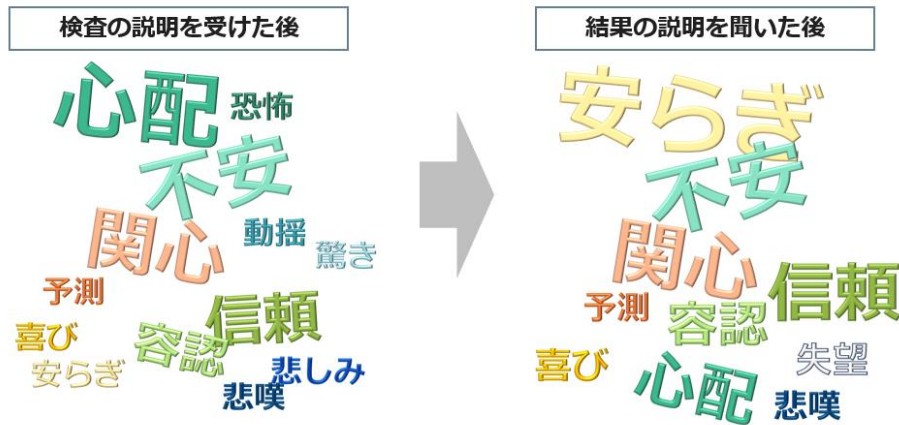 検査の説明を受けた後
心配
恐怖
不安
関心
動揺
驚き
予測
信頼
喜び
容認
安らぎ
悲しみ
悲嘆
結果の説明を聞いた後
安らぎ
不安
関心
信頼
予測
容認
喜び
失望
心配
悲嘆